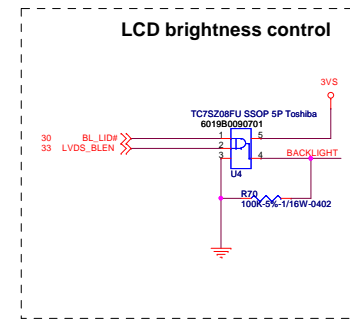 LCD brightness control
3VS
TC7SZ08FU SSOP 5P Toshiba
6019B0090701
30 BL_LID# 1 5
33 LVDS_BLEN 2
3 4 BACKLIGHT
U4
R70
100K-5%-1/16W-0402